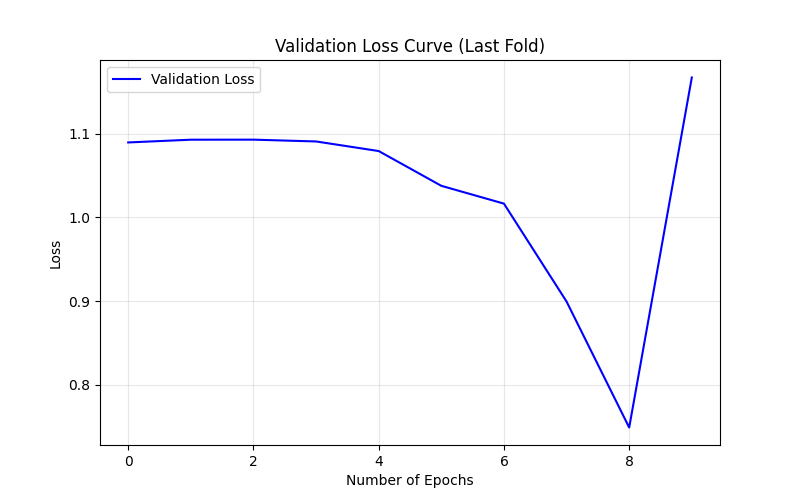 Validation Loss Curve (Last Fold)
Validation Loss
1.1
1.0
0.9
0.8
Loss
0 2 4 6 8
Number of Epochs